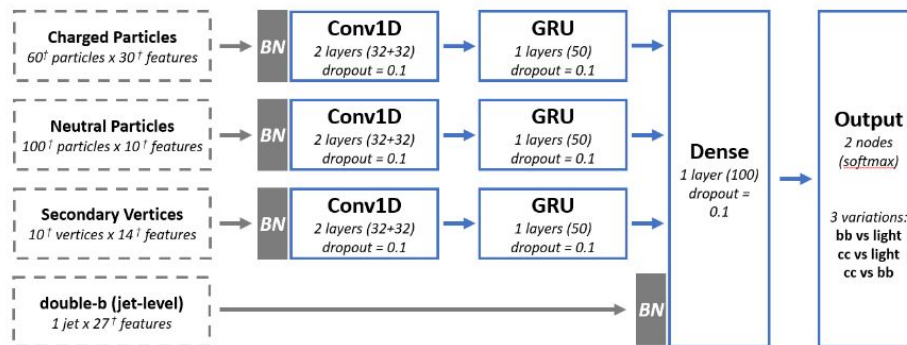 Charged Particles
60† particles x 30† features
BN
Conv1D
2 layers (32+32)
dropout = 0.1
GRU
1 layers (50)
dropout = 0.1
Neutral Particles
100† particles x 10† features
BN
Conv1D
2 layers (32+32)
dropout = 0.1
GRU
1 layers (50)
dropout = 0.1
Secondary Vertices
10† vertices x 14† features
BN
Conv1D
2 layers (32+32)
dropout = 0.1
GRU
1 layers (50)
dropout = 0.1
double-b (jet-level)
1 jet x 27† features
BN
Dense
1 layer (100)
dropout =
0.1
Output
2 nodes
(softmax)
3 variations:
bb vs light
cc vs light
cc vs bb